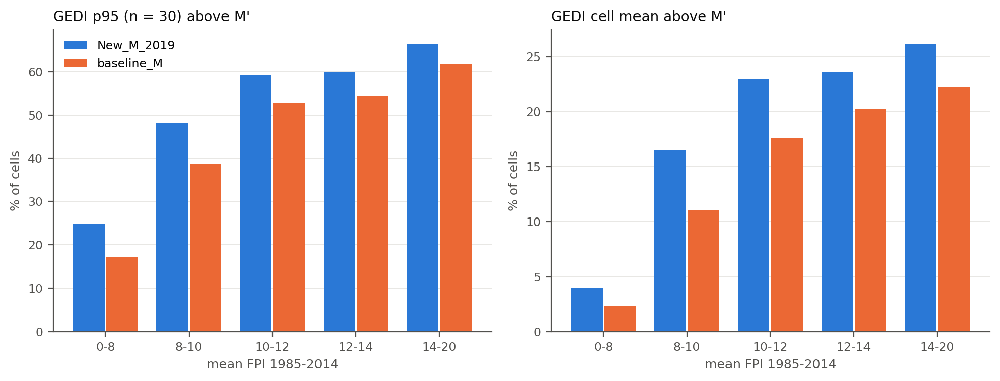 GEDI p95 (n = 30) above M'
New_M_2019
baseline_M
% of cells
60
50
40
30
20
10
0
0-8
8-10
10-12
12-14
14-20
mean FPI 1985-2014
GEDI cell mean above M'
% of cells
25
20
15
10
5
0
0-8
8-10
10-12
12-14
14-20
mean FPI 1985-2014